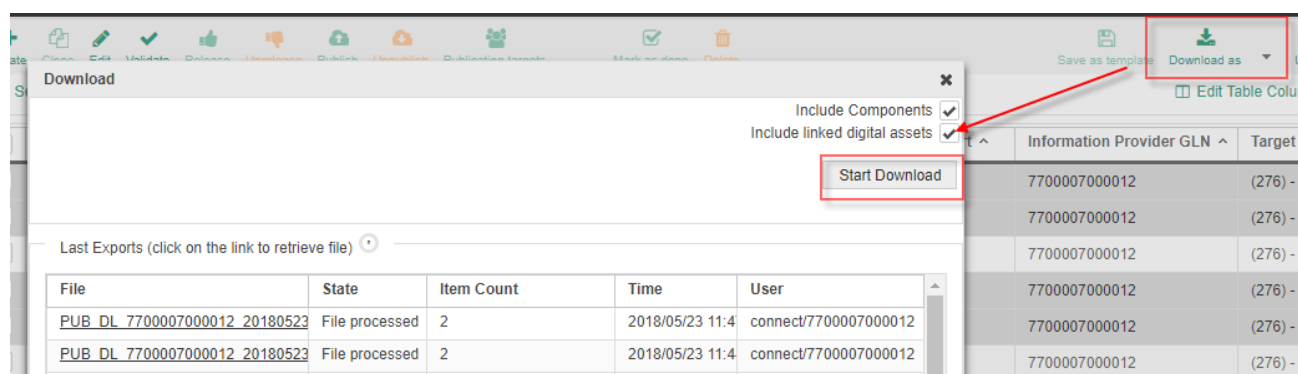 ate Clone Edit Validate Release Unrelease Publish Unpublish Publication targets Mark as done Delete Save as template Download as
Download
Edit Table Colu
Include Components
Include linked digital assets
Information Provider GLN Target
Start Download
7700007000012 (276) -
7700007000012 (276) -
Last Exports (click on the link to retrieve file)
7700007000012 (276) -
File State Item Count Time User
7700007000012 (276) -
PUB_DL_7700007000012_20180523 File processed 2 2018/05/23 11:4 connect/7700007000012
7700007000012 (276) -
PUB_DL_7700007000012_20180523 File processed 2 2018/05/23 11:4 connect/7700007000012
7700007000012 (276) -